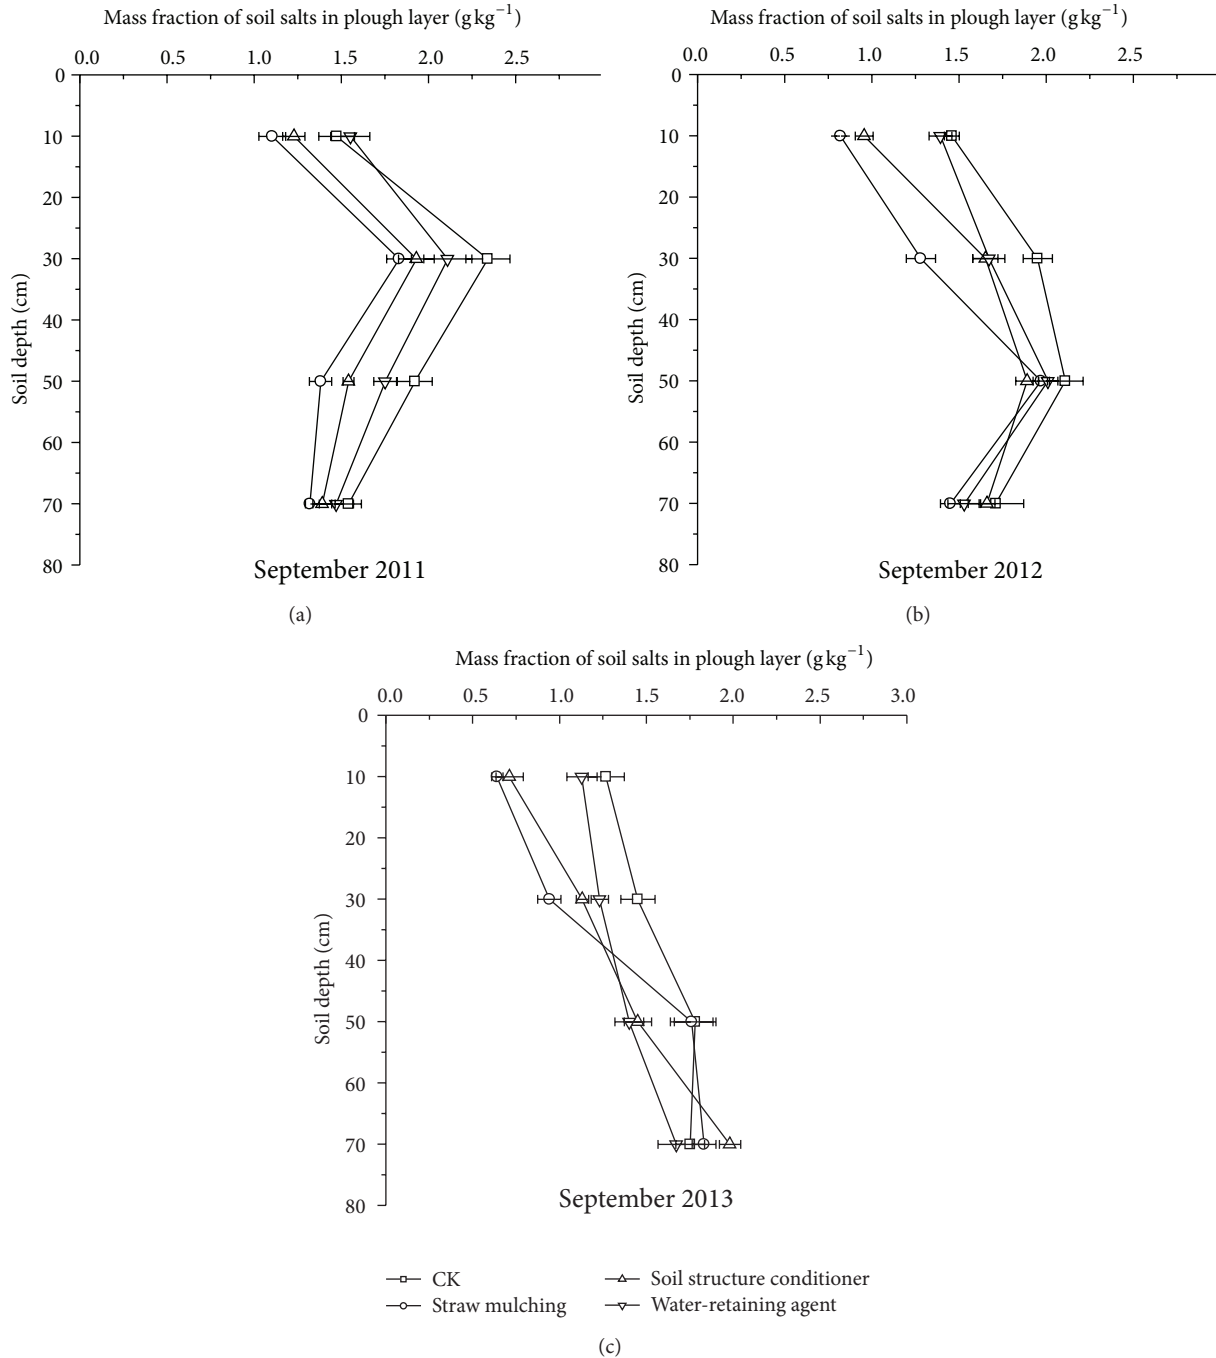 Mass fraction of soil salts in plough layer (g kg−1)
0.0 0.5 1.0 1.5 2.0 2.5
0
10
20
30
40
50
60
70
80
Soil depth (cm)
September 2011
(a)
Mass fraction of soil salts in plough layer (g kg−1)
0.0 0.5 1.0 1.5 2.0 2.5
0
10
20
30
40
50
60
70
80
Soil depth (cm)
September 2012
(b)
Mass fraction of soil salts in plough layer (g kg−1)
0.0 0.5 1.0 1.5 2.0 2.5 3.0
0
10
20
30
40
50
60
70
80
Soil depth (cm)
September 2013
CK
Straw mulching
Soil structure conditioner
Water-retaining agent
(c)